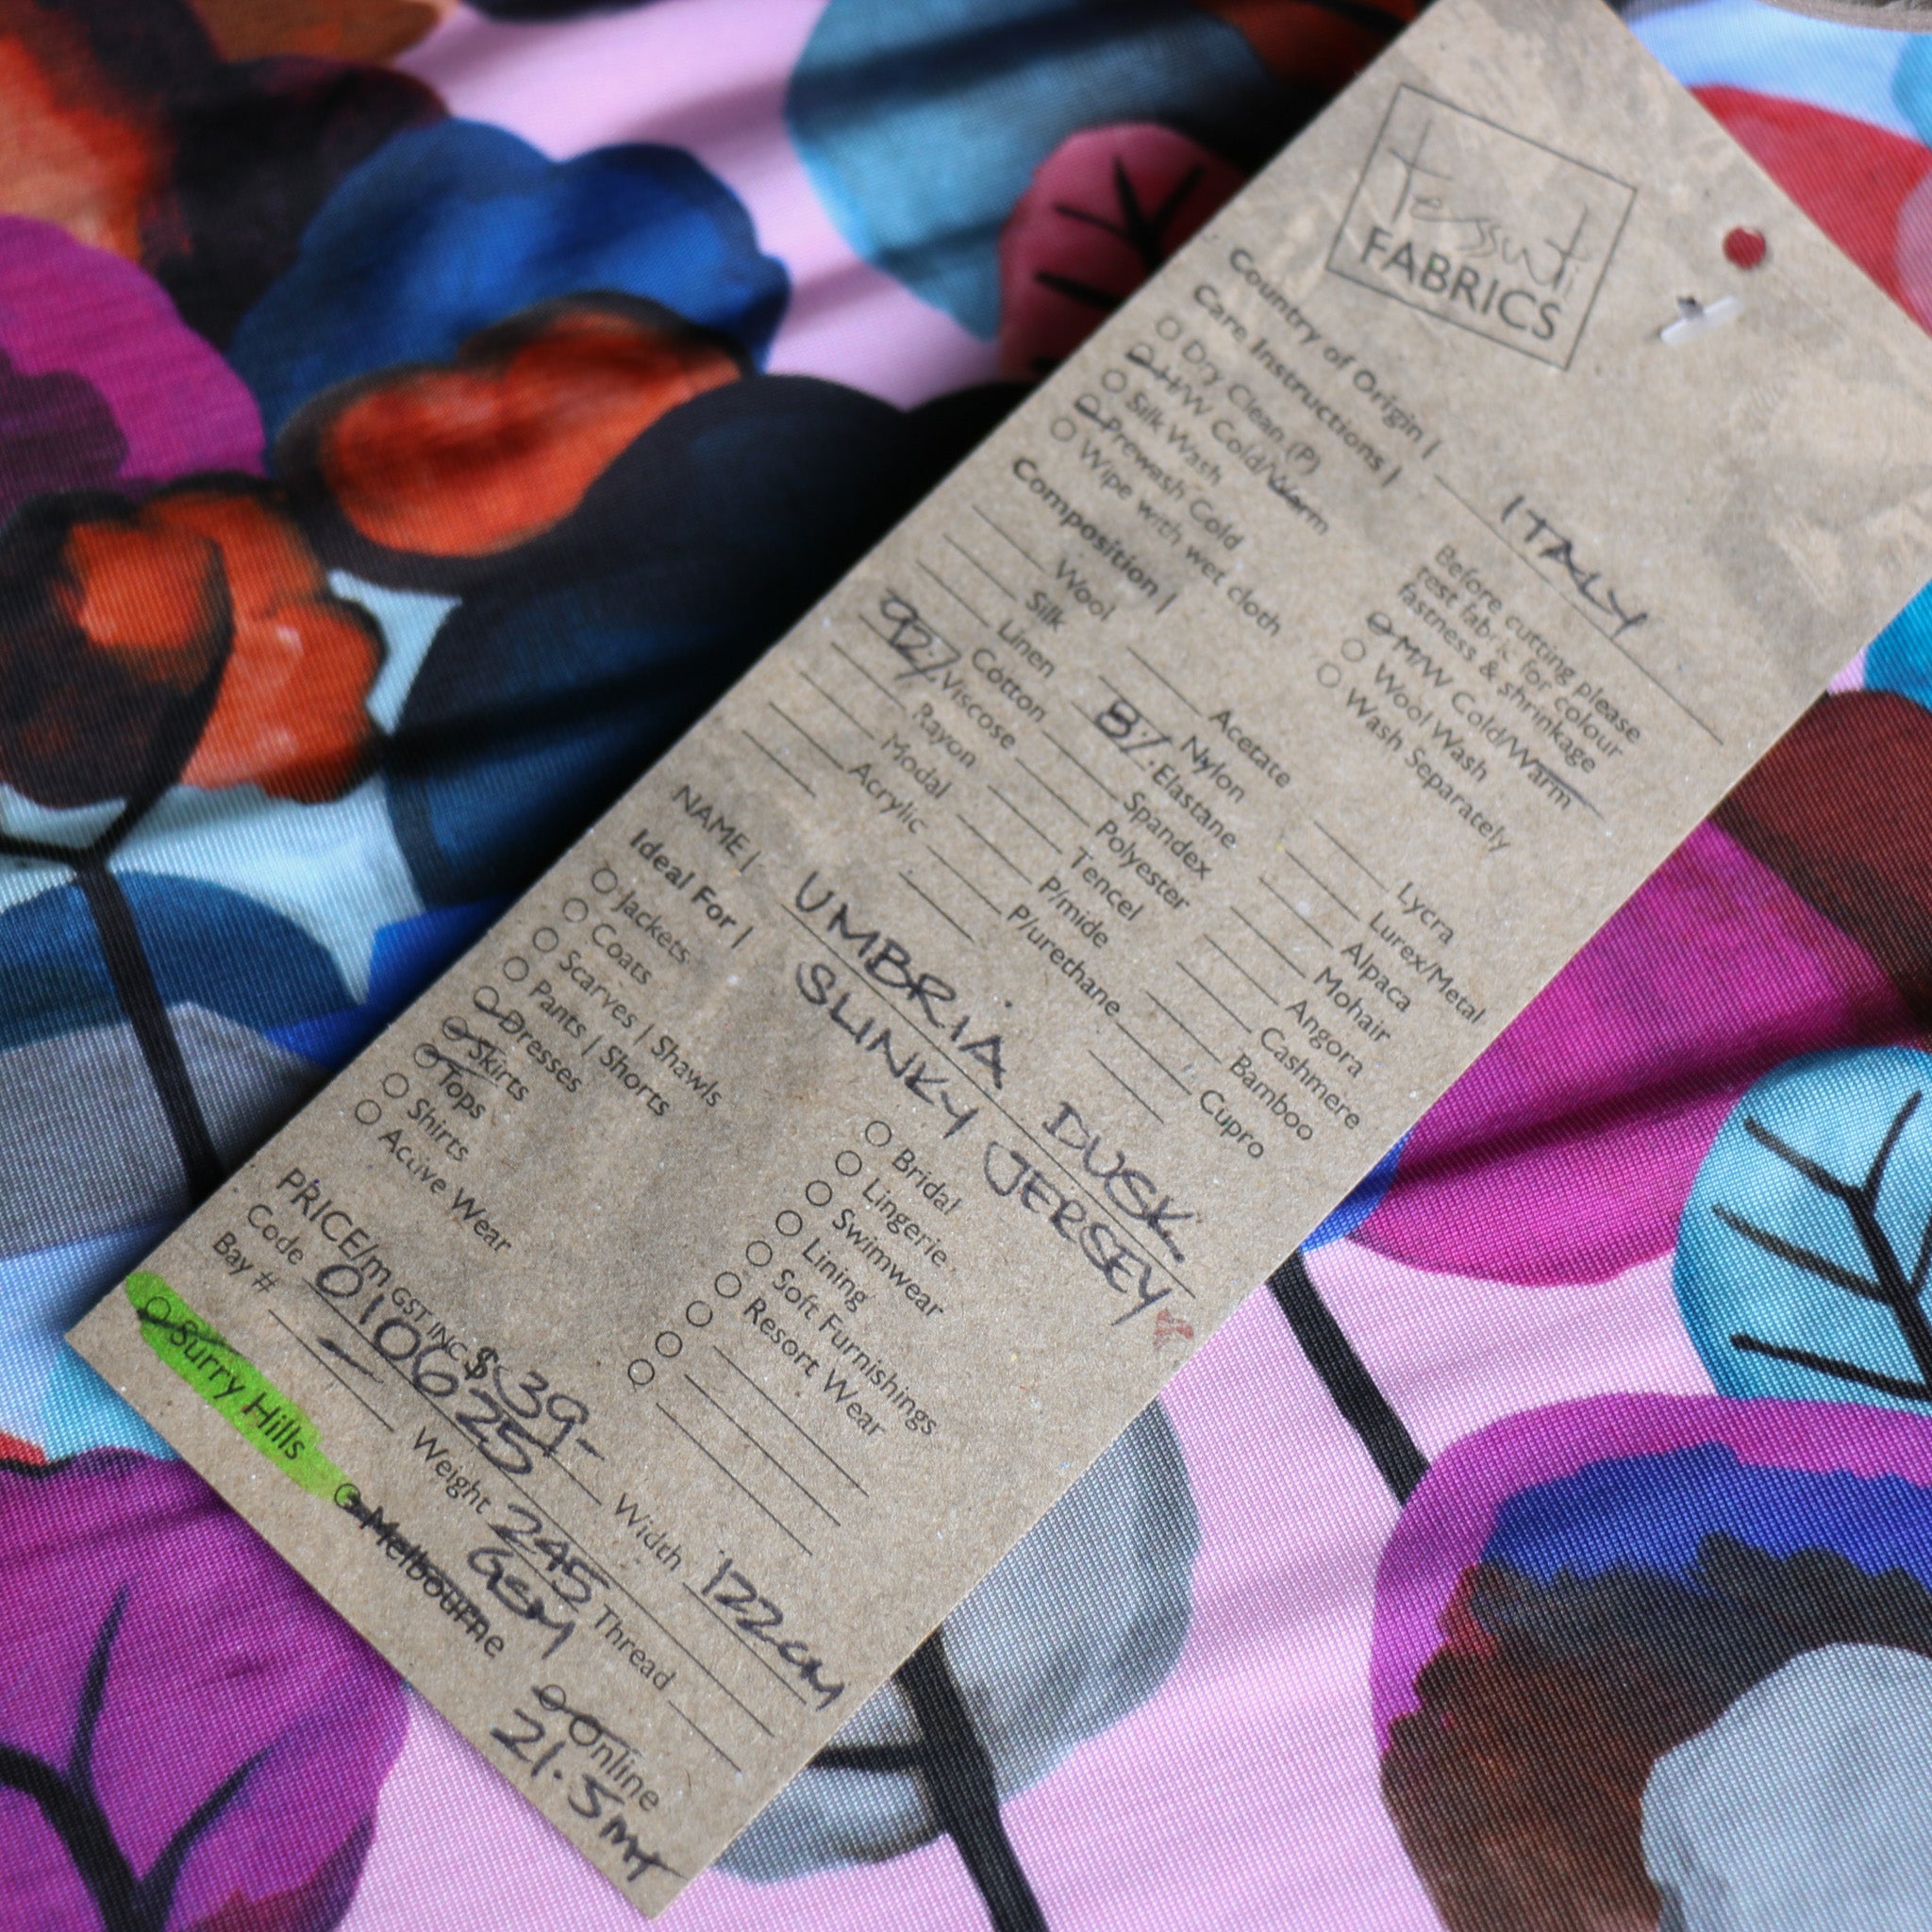 Tessuti
FABRICS
Country of Origin | ITALY
Care Instructions |
Before cutting please
test fabric for colour
fastness & shrinkage
Dry Clean (P)
H/W Cold/Warm
Silk Wash
Prewash Cold
Wipe with wet cloth
M/W Cold/Warm
Wool Wash
Wash Separately
Composition |
Wool
Silk
Linen
Cotton
92% Viscose
Rayon
Modal
Acrylic
Acetate
Nylon
8% Elastane
Spandex
Polyester
Tencel
P/mide
P/urethane
Lycra
Lurex/Metal
Alpaca
Mohair
Angora
Cashmere
Bamboo
Cupro
NAME | UMBRIA DUSK
SLINKY JERSEY
Ideal For |
Jackets
Coats
Scarves | Shawls
Pants | Shorts
Dresses
Skirts
Tops
Shirts
Active Wear
Bridal
Lingerie
Swimwear
Lining
Soft Furnishings
Resort Wear
PRICE/m GST INC $39- Width 122cm
Code 010625
Bay # - Weight 245 GSM Thread
Surry Hills Melbourne Online
21.5mt